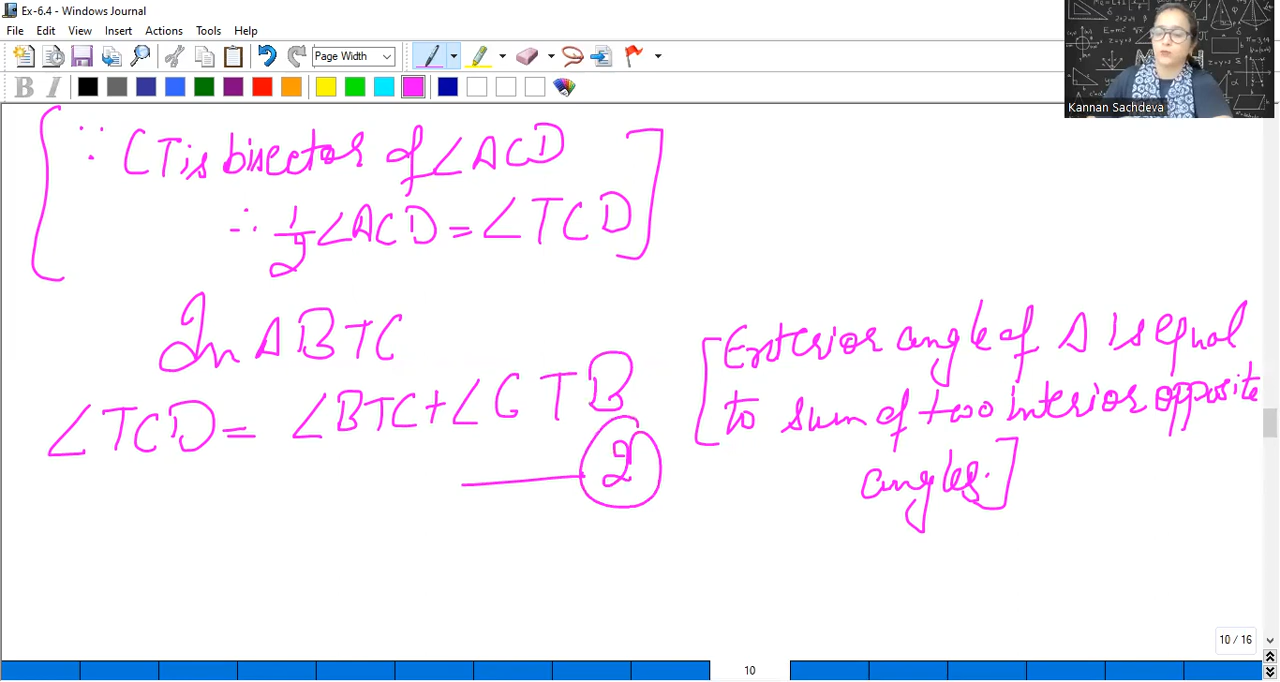 Ex-6.4 - Windows Journal
File Edit View Insert Actions Tools Help
Page Width
B I
Kannan Sachdeva
[∵ CT is bisector of ∠ACD
∴ 1/2 ∠ACD = ∠TCD]
In Δ BTC
∠TCD = ∠BTC + ∠CTB
2
[Exterior angle of Δ is equal
to sum of two interior opposite
angles.]
10 / 16
10